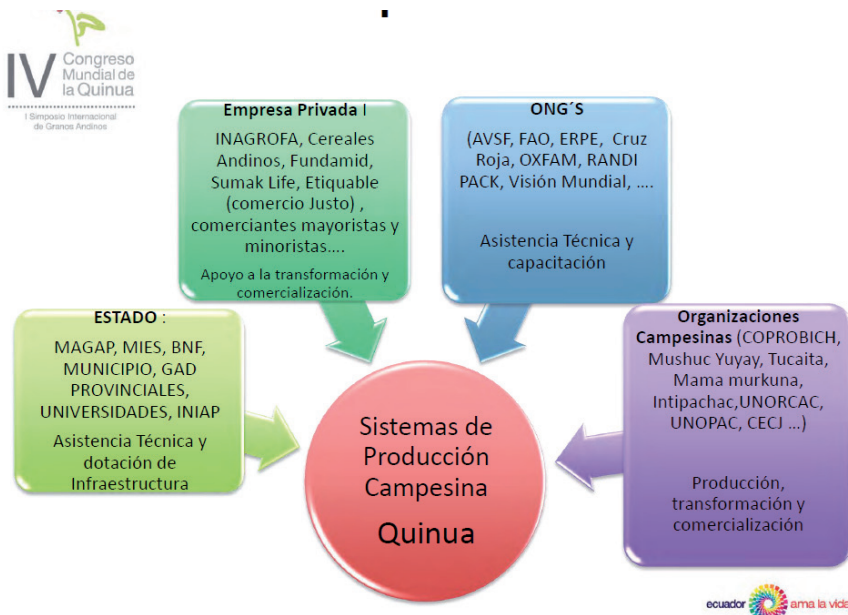 IV Congreso
Mundial de
la Quinua
I Simposio Internacional
de Granos Andinos
Empresa Privada I
INAGROFA, Cereales
Andinos, Fundamid,
Sumak Life, Etiquable
(comercio Justo) ,
comerciantes mayoristas y
minoristas....
Apoyo a la transformación y
comercialización.
ONG´S
(AVSF, FAO, ERPE, Cruz
Roja, OXFAM, RANDI
PACK, Visión Mundial, ....
Asistencia Técnica y
capacitación
ESTADO :
MAGAP, MIES, BNF,
MUNICIPIO, GAD
PROVINCIALES,
UNIVERSIDADES, INIAP
Asistencia Técnica y
dotación de
Infraestructura
Organizaciones
Campesinas (COPROBICH,
Mushuc Yuyay, Tucaita,
Mama murkuna,
Intipachac,UNORCAC,
UNOPAC, CECJ ...)
Producción,
transformación y
comercialización
Sistemas de
Producción
Campesina
Quinua
ecuador ama la vida